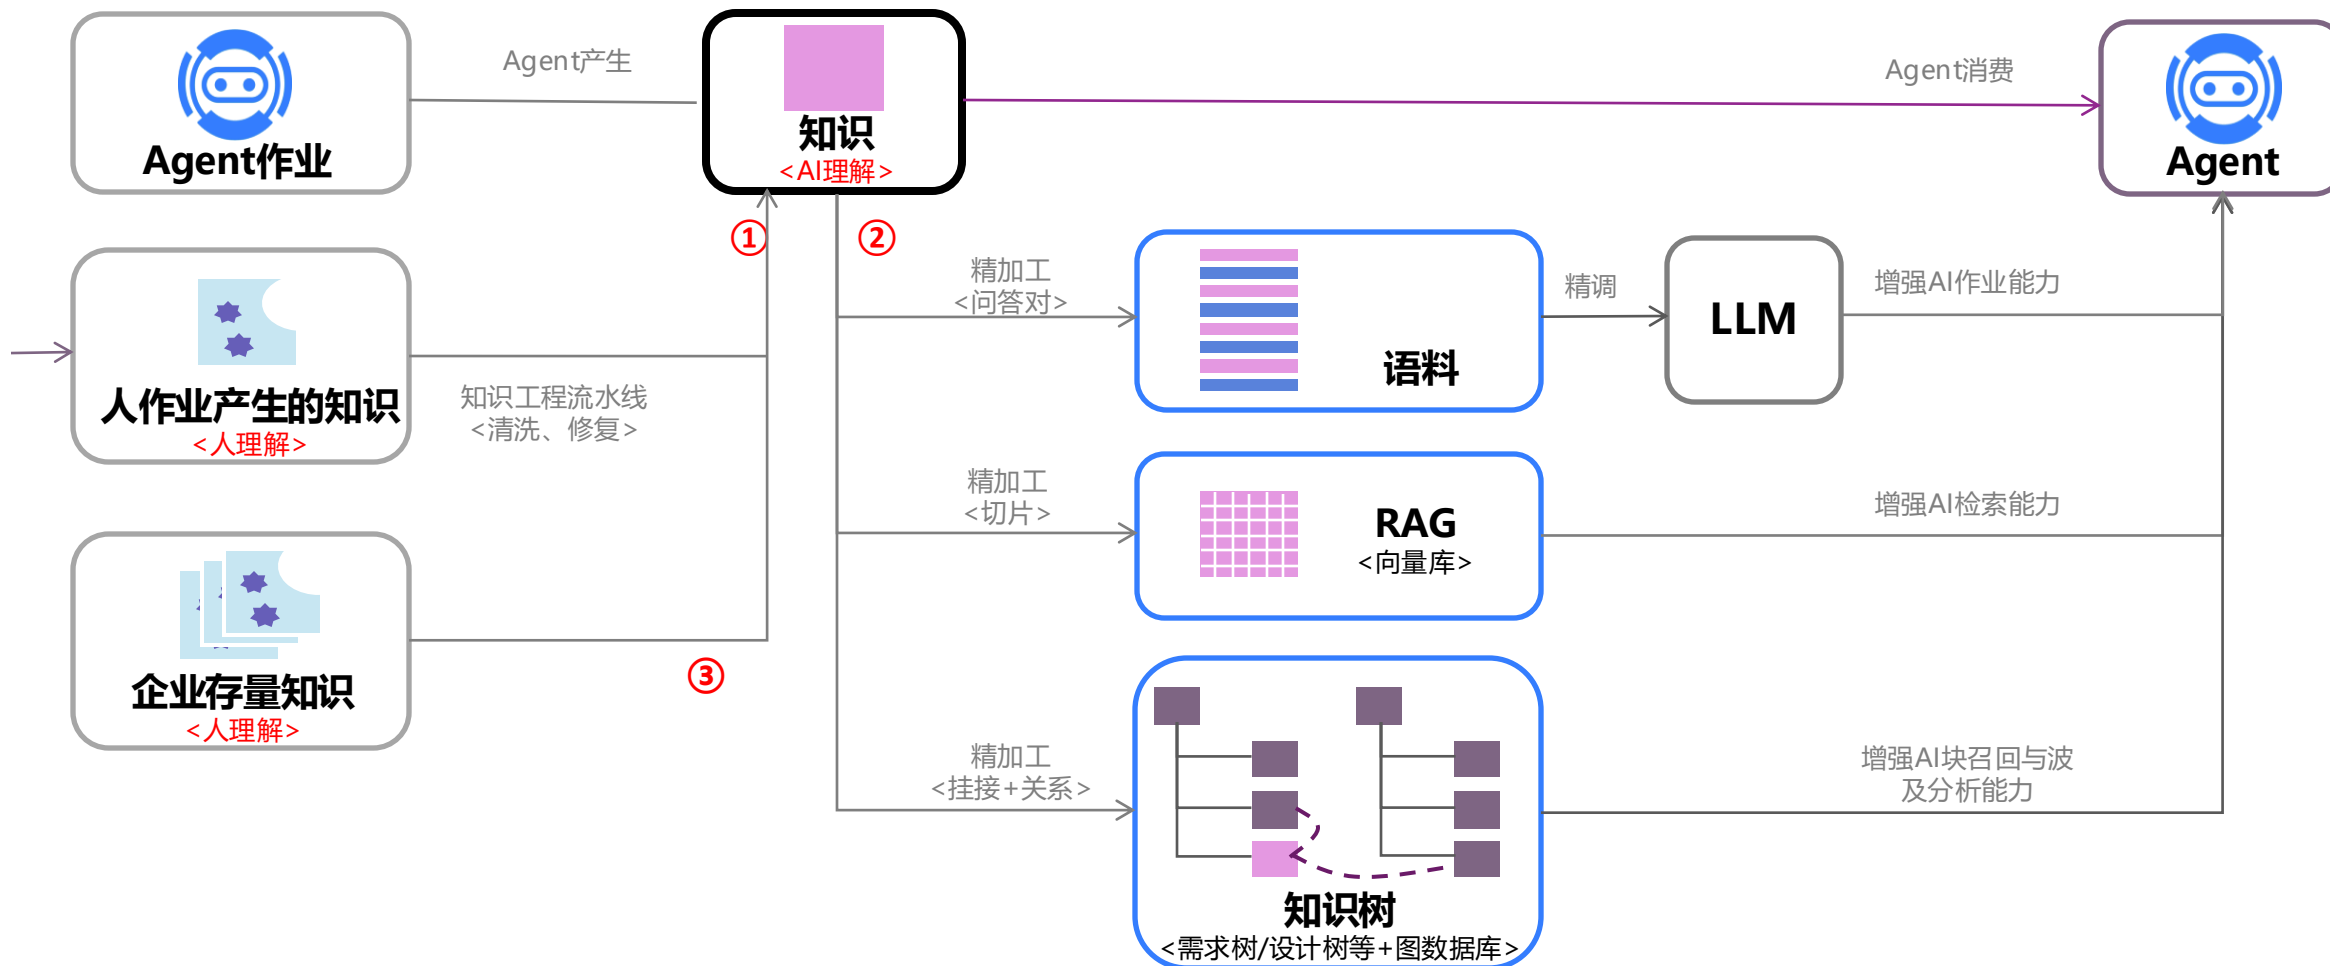 Agent产生
Agent作业
知识
<AI理解>
Agent消费
Agent
①
②
人作业产生的知识
<人理解>
知识工程流水线
<清洗、修复>
精加工
<问答对>
语料
精调
LLM
增强AI作业能力
精加工
<切片>
RAG
<向量库>
增强AI检索能力
企业存量知识
<人理解>
③
精加工
<挂接+关系>
知识树
<需求树/设计树等+图数据库>
增强AI块召回与波
及分析能力